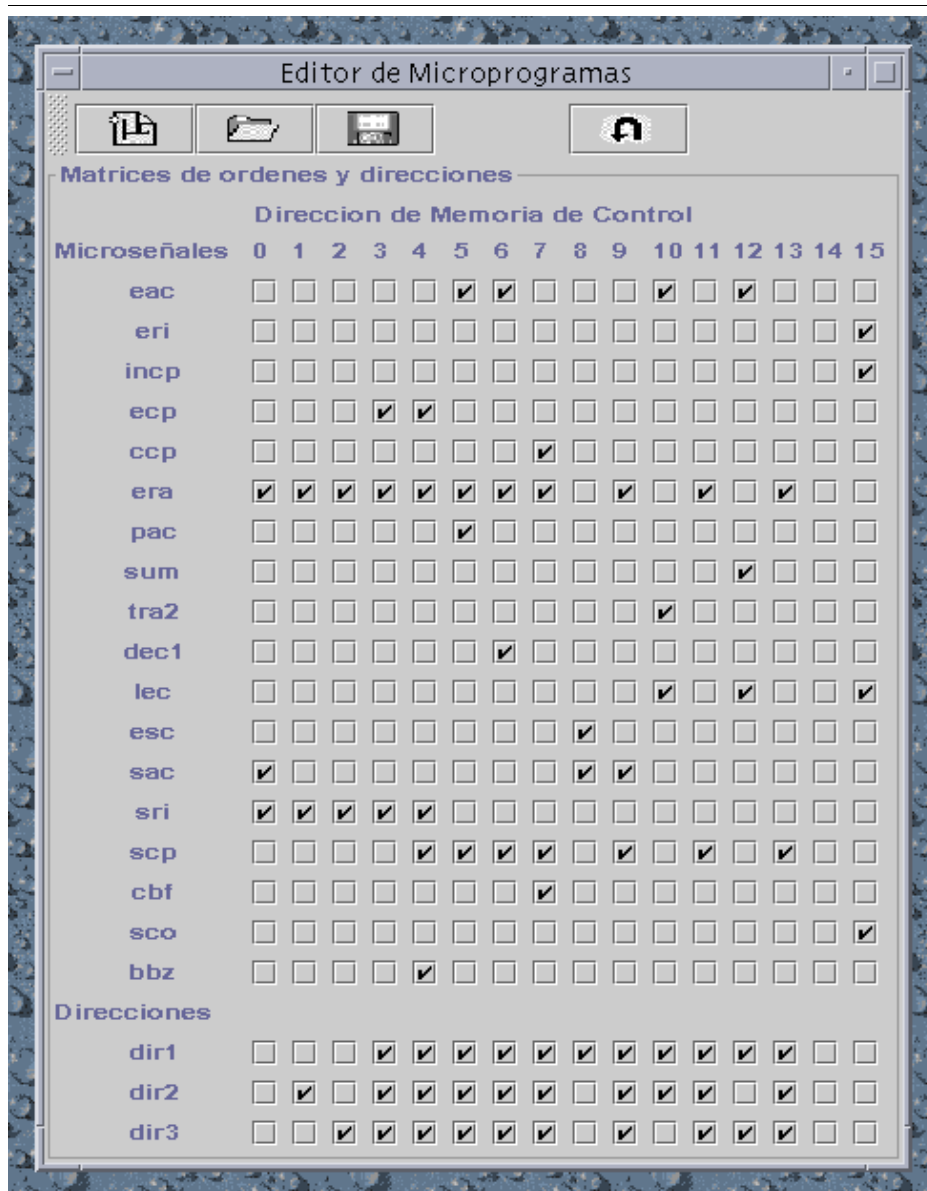 Editor de Microprogramas
Matrices de ordenes y direcciones
Direccion de Memoria de Control
Microseñales 0 1 2 3 4 5 6 7 8 9 10 11 12 13 14 15
eac
eri
incp
ecp
ccp
era
pac
sum
tra2
dec1
lec
esc
sac
sri
scp
cbf
sco
bbz
Direcciones
dir1
dir2
dir3